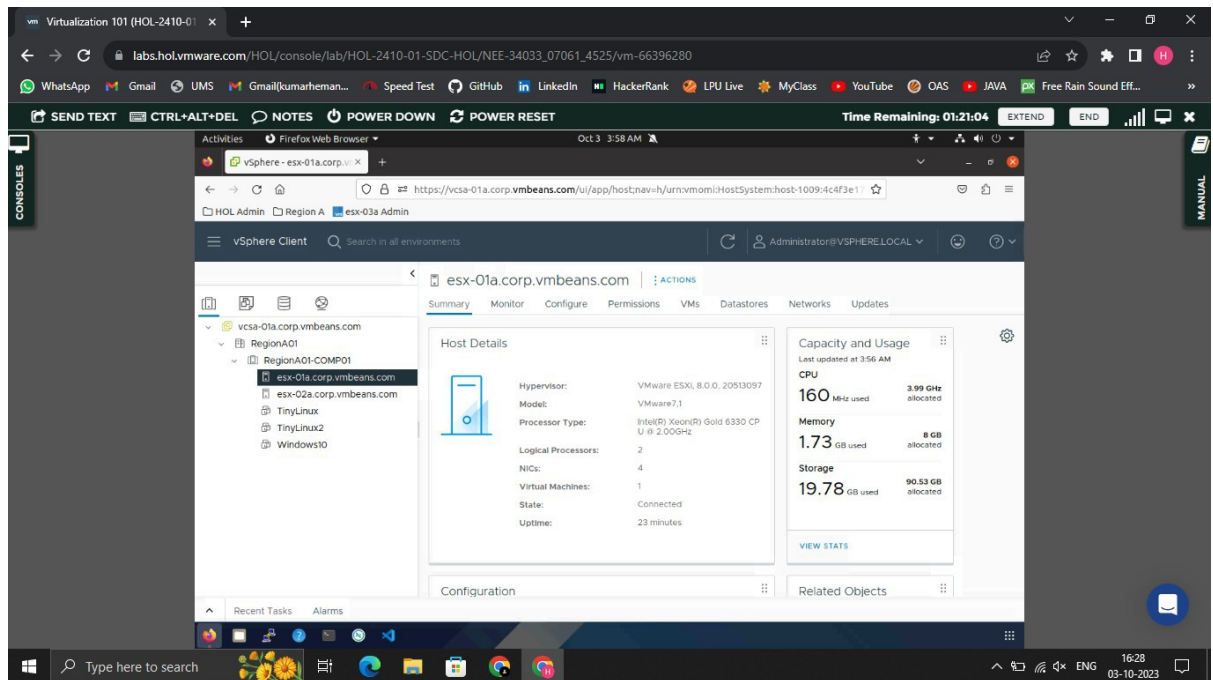 vm Virtualization 101 (HOL-2410-01
labs.hol.vmware.com/HOL/console/lab/HOL-2410-01-SDC-HOL/NEE-34033_07061_4525/vm-66396280
H
WhatsApp Gmail UMS Gmail(kumarheman... Speed Test GitHub LinkedIn HackerRank LPU Live MyClass YouTube OAS JAVA Free Rain Sound Eff... »
SEND TEXT CTRL+ALT+DEL NOTES POWER DOWN POWER RESET Time Remaining: 01:21:04 EXTEND END
CONSOLES
MANUAL
Activities Firefox Web Browser Oct 3 3:58 AM
vSphere - esx-01a.corp.v
https://vcsa-01a.corp.vmbeans.com/ui/app/host;nav=h/urn:vmomi:HostSystem:host-1009:4c4f3e17
HOL Admin Region A esx-03a Admin
vSphere Client Search in all environments Administrator@VSPHERE.LOCAL
esx-01a.corp.vmbeans.com ACTIONS
Summary Monitor Configure Permissions VMs Datastores Networks Updates
vcsa-01a.corp.vmbeans.com
RegionA01
RegionA01-COMP01
esx-01a.corp.vmbeans.com
esx-02a.corp.vmbeans.com
TinyLinux
TinyLinux2
Windows10
Host Details
Hypervisor: VMware ESXi, 8.0.0, 20513097
Model: VMware7,1
Processor Type: Intel(R) Xeon(R) Gold 6330 CP
U @ 2.00GHz
Logical Processors: 2
NICs: 4
Virtual Machines: 1
State: Connected
Uptime: 23 minutes
Capacity and Usage
Last updated at 3:56 AM
CPU
160 MHz used 3.99 GHz allocated
Memory
1.73 GB used 8 GB allocated
Storage
19.78 GB used 90.53 GB allocated
VIEW STATS
Configuration
Related Objects
Recent Tasks Alarms
Type here to search
ENG
16:28
03-10-2023